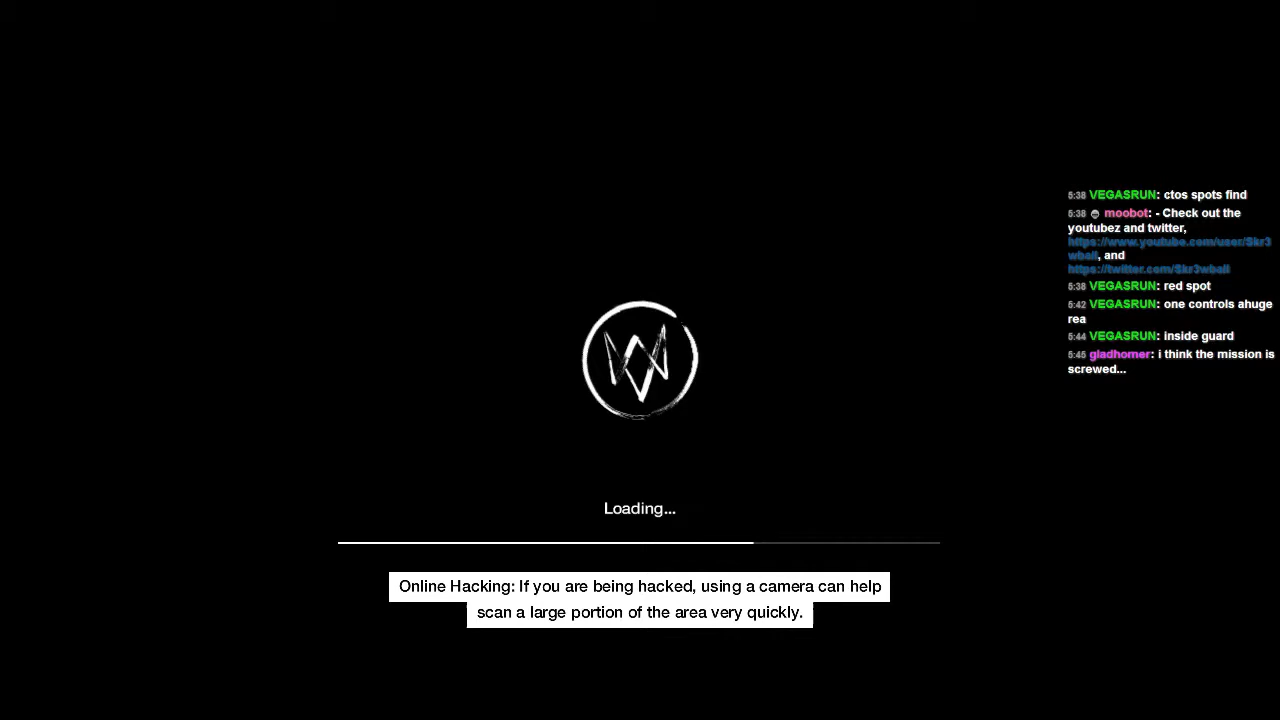 5:38 VEGASRUN: ctos spots find
5:38 moobot: - Check out the
youtubez and twitter,
https://www.youtube.com/user/Skr3
wball, and
https://twitter.com/Skr3wball
5:38 VEGASRUN: red spot
5:42 VEGASRUN: one controls ahuge
rea
5:44 VEGASRUN: inside guard
5:45 gladhomer: i think the mission is
screwed...
Loading...
Online Hacking: If you are being hacked, using a camera can help
scan a large portion of the area very quickly.